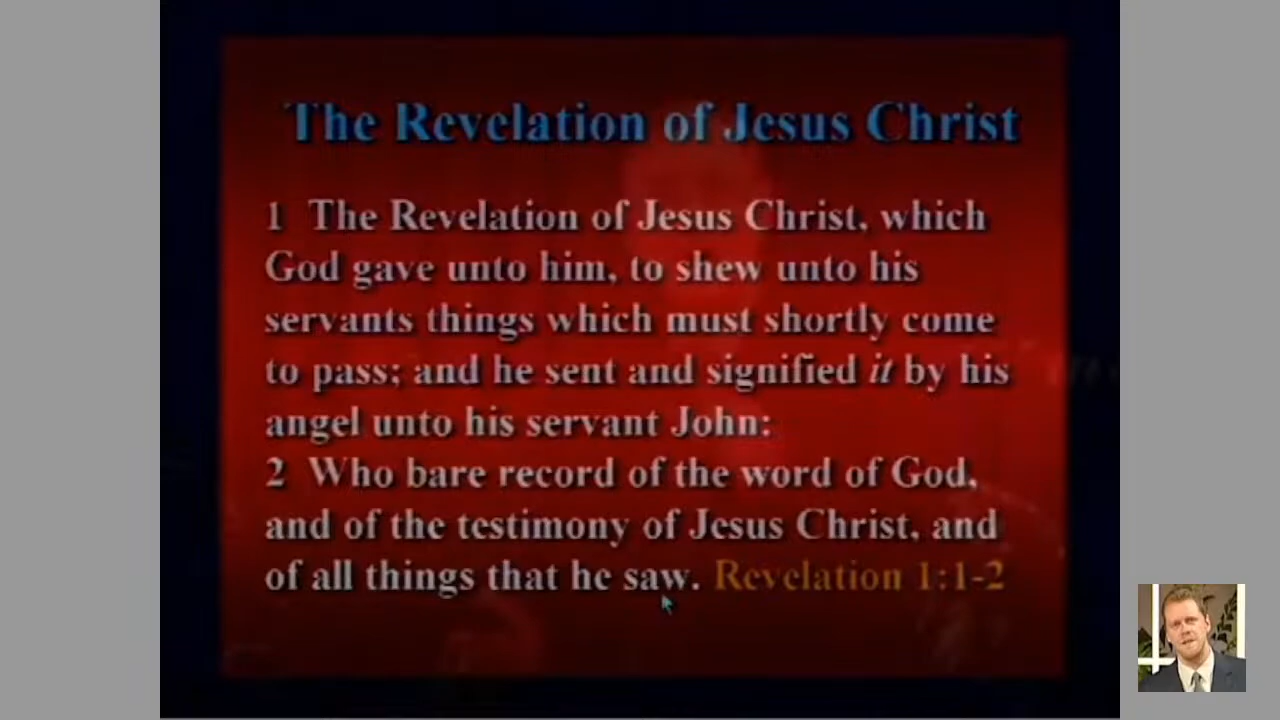 The Revelation of Jesus Christ
1 The Revelation of Jesus Christ, which
God gave unto him, to shew unto his
servants things which must shortly come
to pass; and he sent and signified it by his
angel unto his servant John:
2 Who bare record of the word of God,
and of the testimony of Jesus Christ, and
of all things that he saw. Revelation 1:1-2